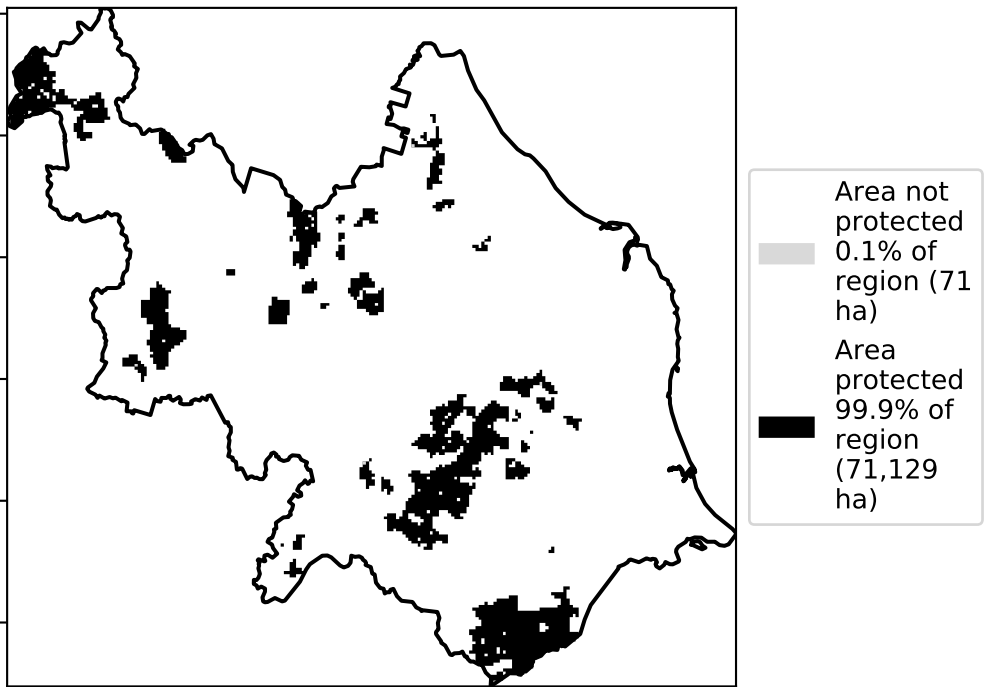 Area not
protected
0.1% of
region (71
ha)
Area
protected
99.9% of
region
(71,129
ha)